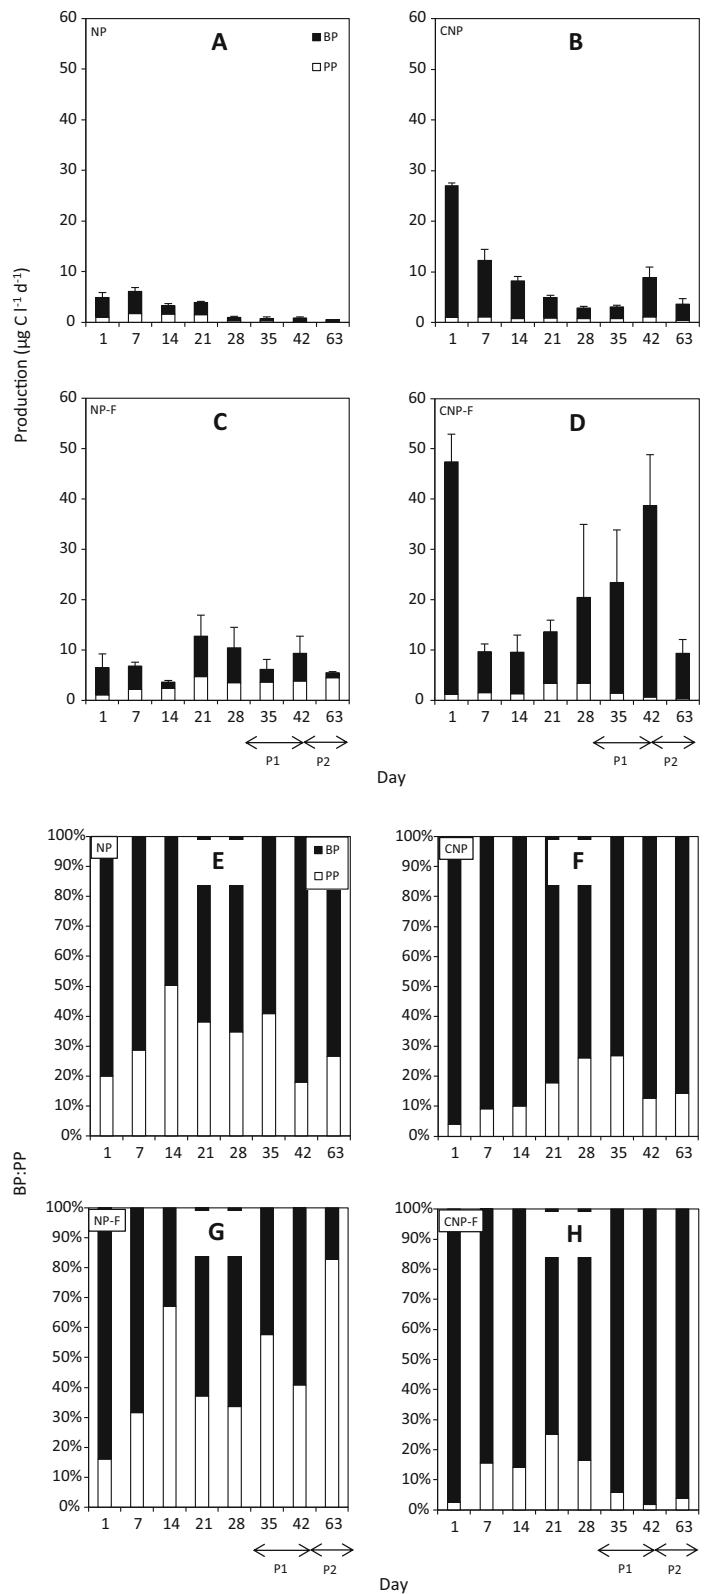 Production (µg C l⁻¹ d⁻¹)
60
50
40
30
20
10
0
NP
A
BP
PP
1 7 14 21 28 35 42 63
60
50
40
30
20
10
0
CNP
B
1 7 14 21 28 35 42 63
60
50
40
30
20
10
0
NP-F
C
1 7 14 21 28 35 42 63
P1 P2
60
50
40
30
20
10
0
CNP-F
D
1 7 14 21 28 35 42 63
P1 P2
Day
BP:PP
100%
90%
80%
70%
60%
50%
40%
30%
20%
10%
0%
NP
E
BP
PP
1 7 14 21 28 35 42 63
100%
90%
80%
70%
60%
50%
40%
30%
20%
10%
0%
CNP
F
1 7 14 21 28 35 42 63
100%
90%
80%
70%
60%
50%
40%
30%
20%
10%
0%
NP-F
G
1 7 14 21 28 35 42 63
P1 P2
100%
90%
80%
70%
60%
50%
40%
30%
20%
10%
0%
CNP-F
H
1 7 14 21 28 35 42 63
P1 P2
Day